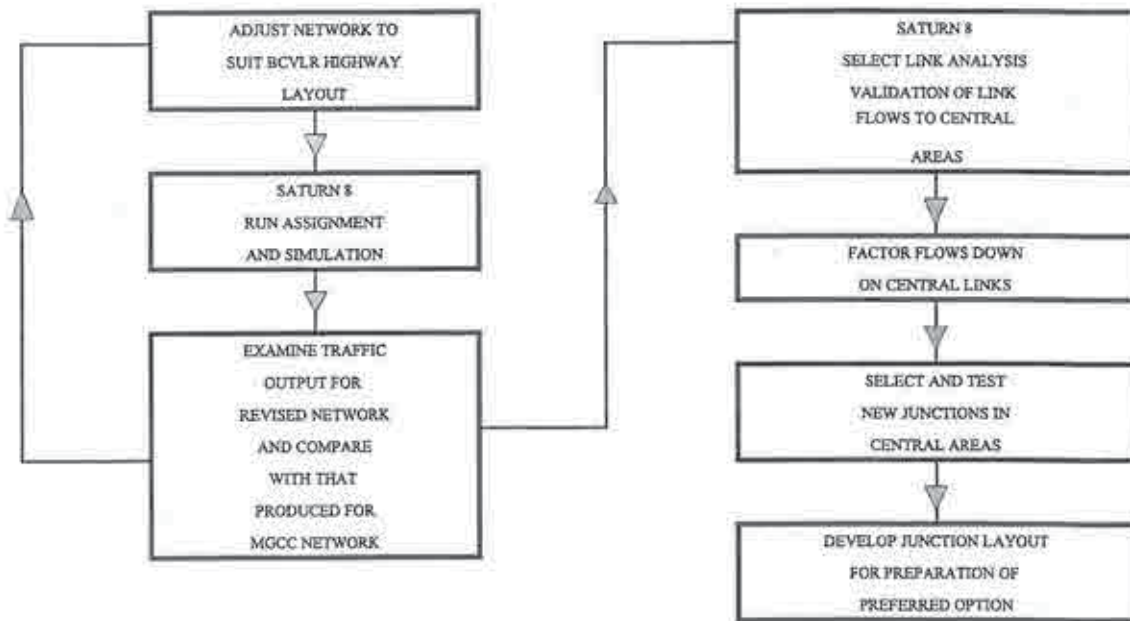 ADJUST NETWORK TO
SUIT BCVLR HIGHWAY
LAYOUT
SATURN 8
RUN ASSIGNMENT
AND SIMULATION
EXAMINE TRAFFIC
OUTPUT FOR
REVISED NETWORK
AND COMPARE
WITH THAT
PRODUCED FOR
MGCC NETWORK
SATURN 8
SELECT LINK ANALYSIS
VALIDATION OF LINK
FLOWS TO CENTRAL
AREAS
FACTOR FLOWS DOWN
ON CENTRAL LINKS
SELECT AND TEST
NEW JUNCTIONS IN
CENTRAL AREAS
DEVELOP JUNCTION LAYOUT
FOR PREPARATION OF
PREFERRED OPTION